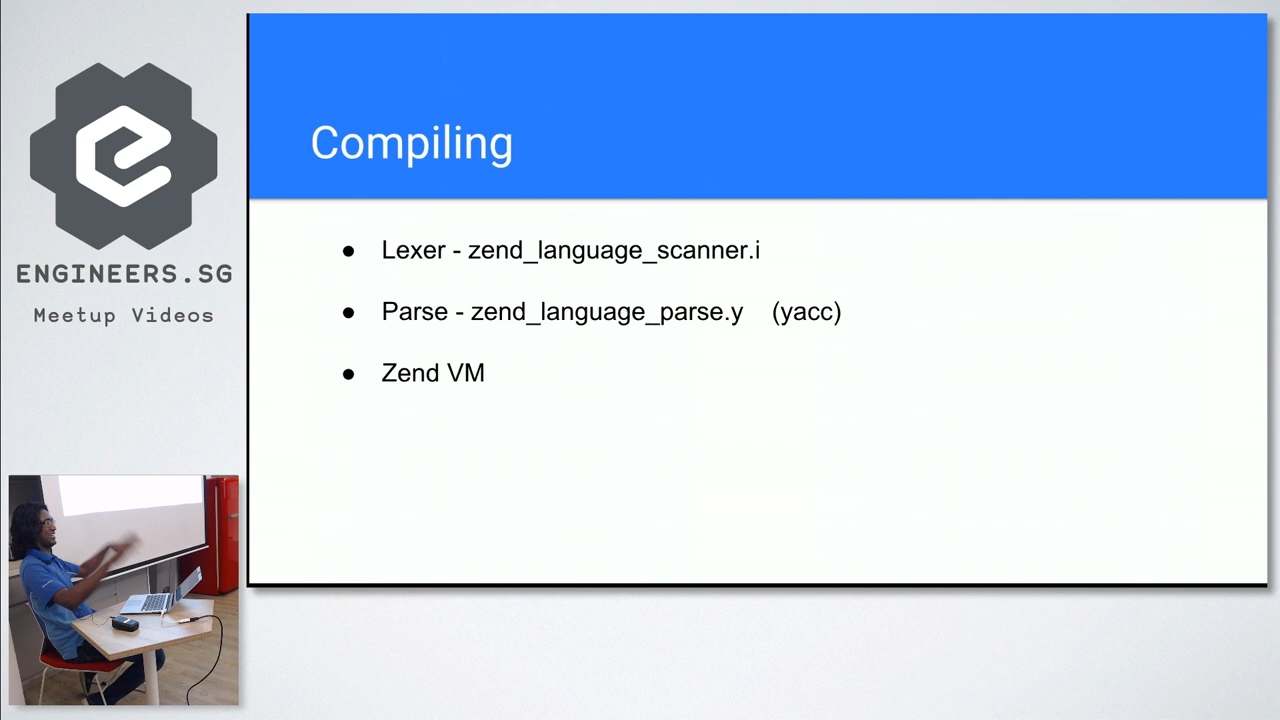 ENGINEERS.SG
Meetup Videos
Compiling
● Lexer - zend_language_scanner.i
● Parse - zend_language_parse.y (yacc)
● Zend VM